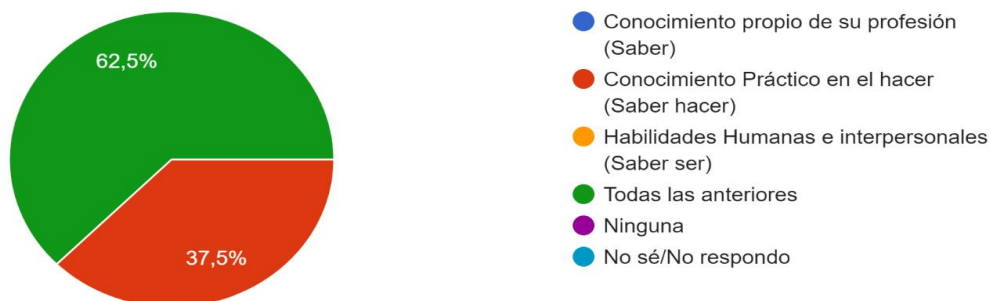 62,5%
37,5%
Conocimiento propio de su profesión
(Saber)
Conocimiento Práctico en el hacer
(Saber hacer)
Habilidades Humanas e interpersonales
(Saber ser)
Todas las anteriores
Ninguna
No sé/No respondo